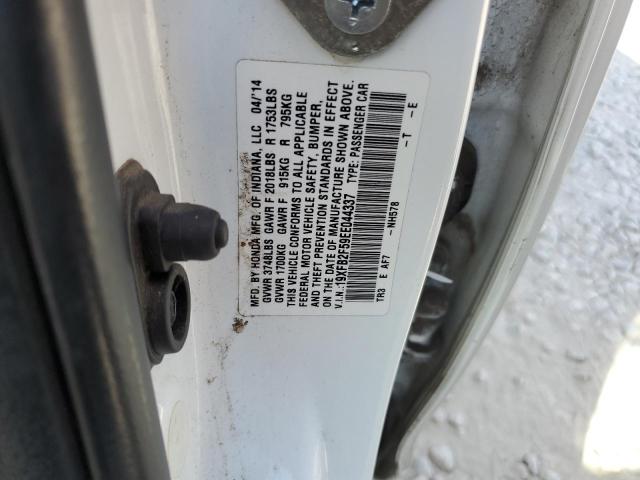 MFD. BY HONDA MFG. OF INDIANA, LLC 04/14
GVWR 3748LBS GAWR F 2018LBS R 1753LBS
GVWR 1700KG GAWR F 915KG R 795KG
THIS VEHICLE CONFORMS TO ALL APPLICABLE
FEDERAL MOTOR VEHICLE SAFETY, BUMPER,
AND THEFT PREVENTION STANDARDS IN EFFECT
ON THE DATE OF MANUFACTURE SHOWN ABOVE.
V.I.N.:19XFB2F59EE044337 TYPE: PASSENGER CAR
TR3 E AF7 -NH578 -T -E